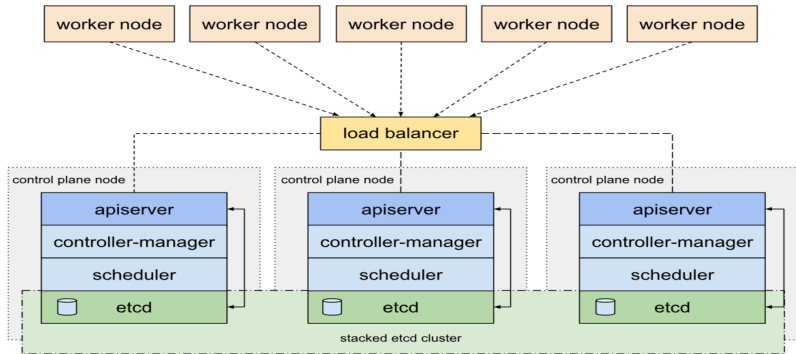 worker node
worker node
worker node
worker node
worker node
load balancer
control plane node
apiserver
controller-manager
scheduler
etcd
control plane node
apiserver
controller-manager
scheduler
etcd
control plane node
apiserver
controller-manager
scheduler
etcd
stacked etcd cluster